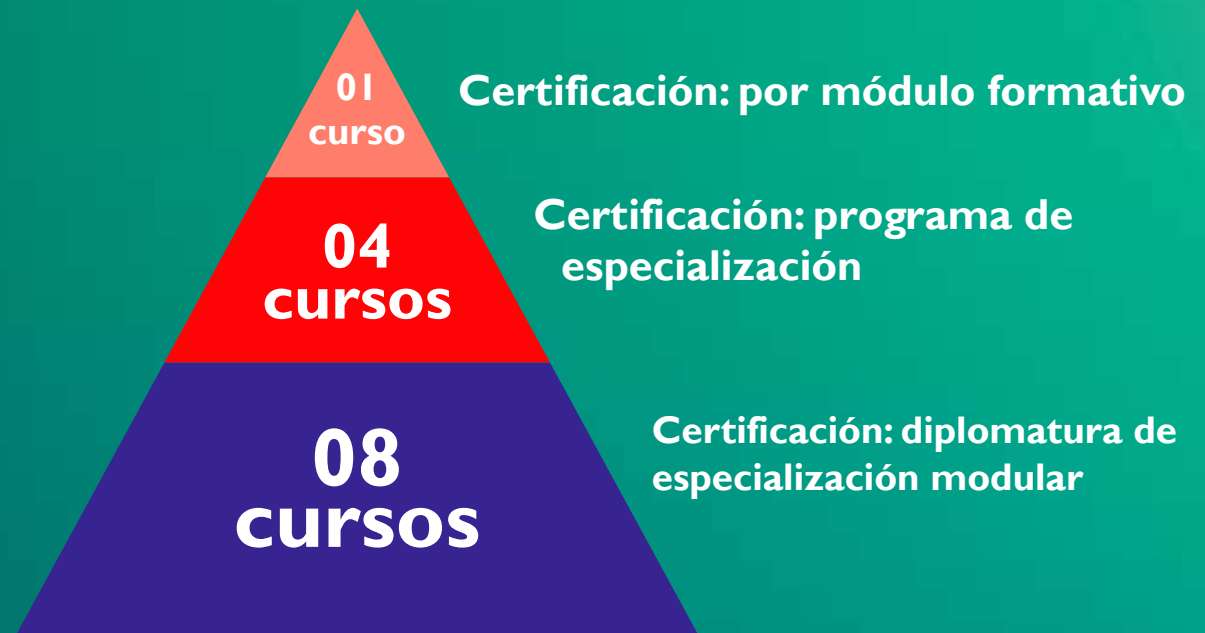 01
curso
Certificación: por módulo formativo
04
cursos
Certificación: programa de
especialización
08
cursos
Certificación: diplomatura de
especialización modular